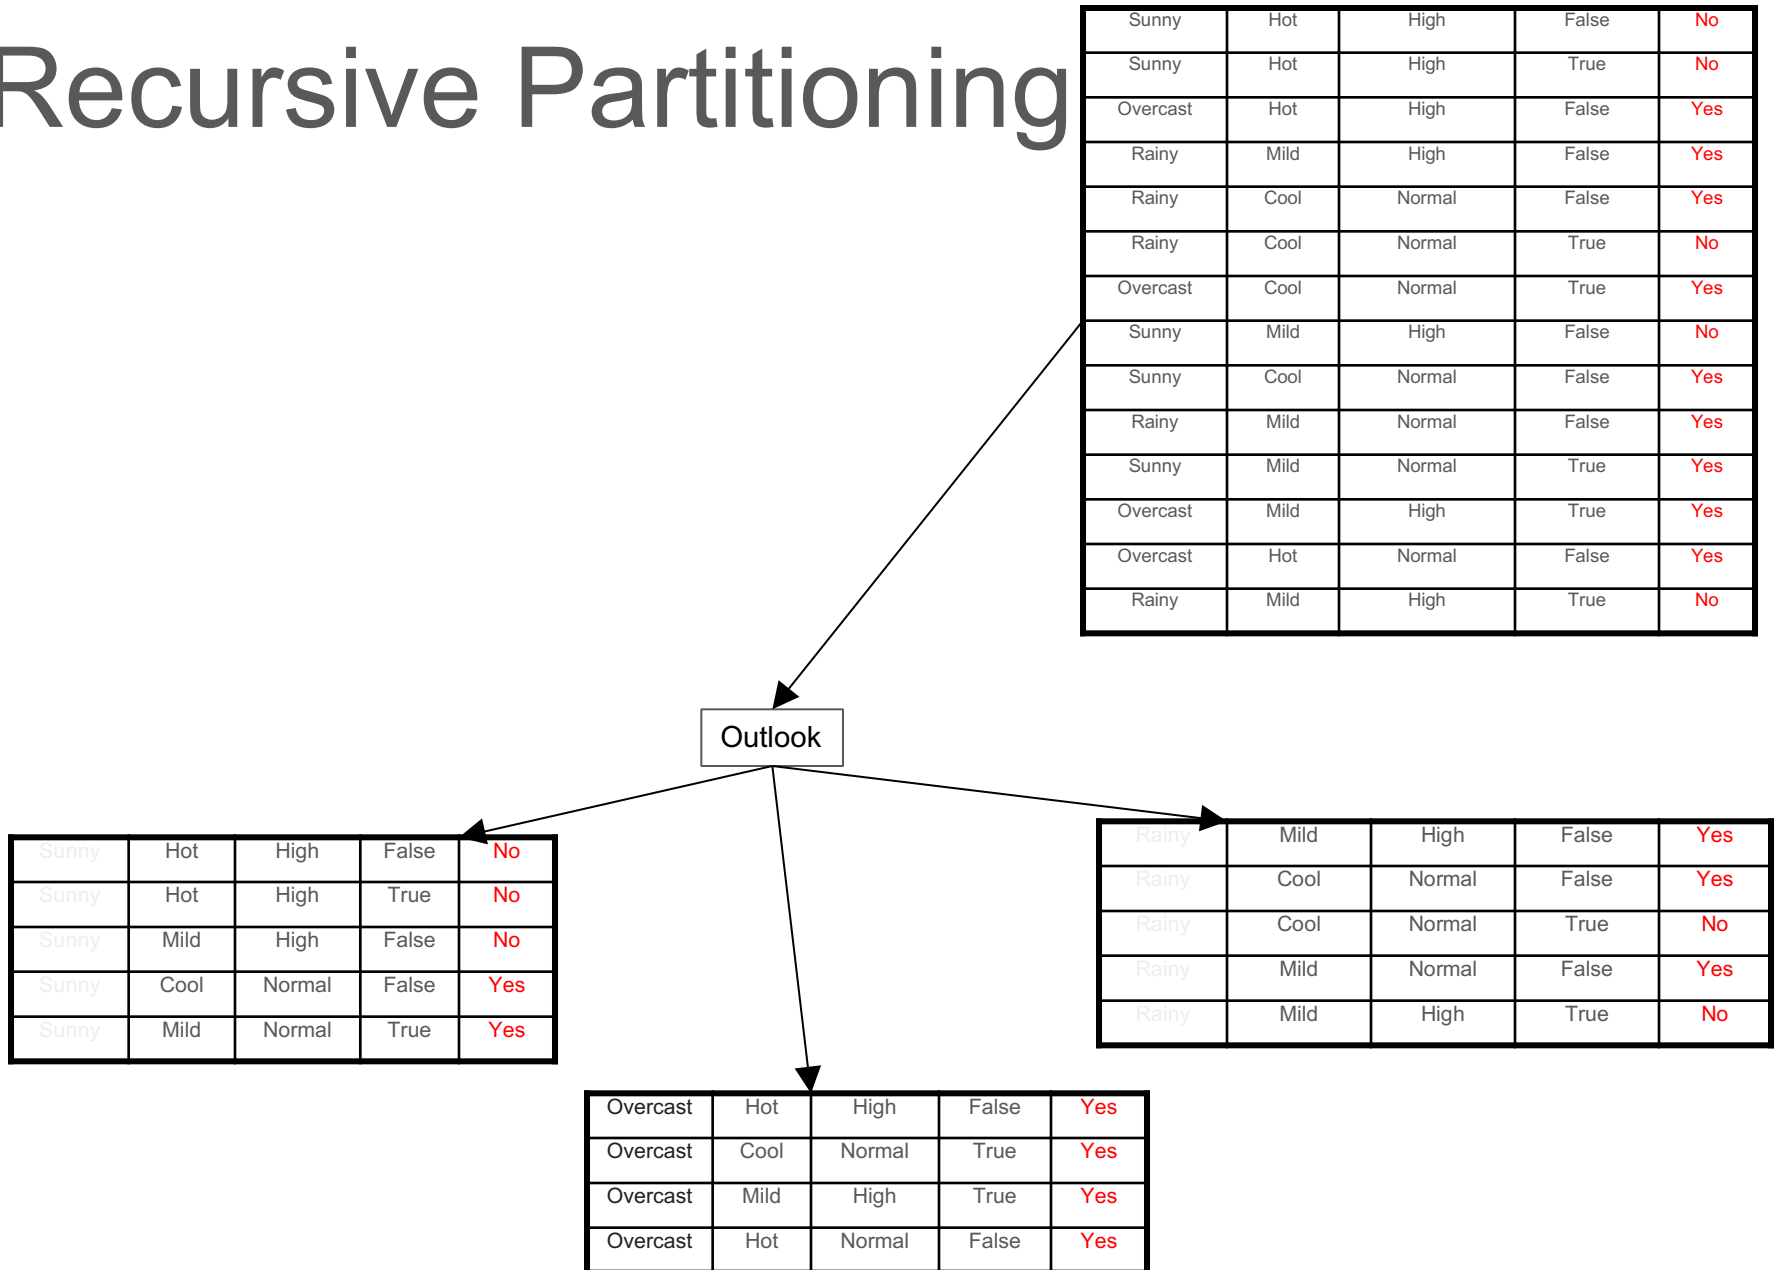 Recursive Partitioning
Sunny Hot High False No
Sunny Hot High True No
Overcast Hot High False Yes
Rainy Mild High False Yes
Rainy Cool Normal False Yes
Rainy Cool Normal True No
Overcast Cool Normal True Yes
Sunny Mild High False No
Sunny Cool Normal False Yes
Rainy Mild Normal False Yes
Sunny Mild Normal True Yes
Overcast Mild High True Yes
Overcast Hot Normal False Yes
Rainy Mild High True No
Outlook
Sunny Hot High False No
Sunny Hot High True No
Sunny Mild High False No
Sunny Cool Normal False Yes
Sunny Mild Normal True Yes
Rainy Mild High False Yes
Rainy Cool Normal False Yes
Rainy Cool Normal True No
Rainy Mild Normal False Yes
Rainy Mild High True No
Overcast Hot High False Yes
Overcast Cool Normal True Yes
Overcast Mild High True Yes
Overcast Hot Normal False Yes